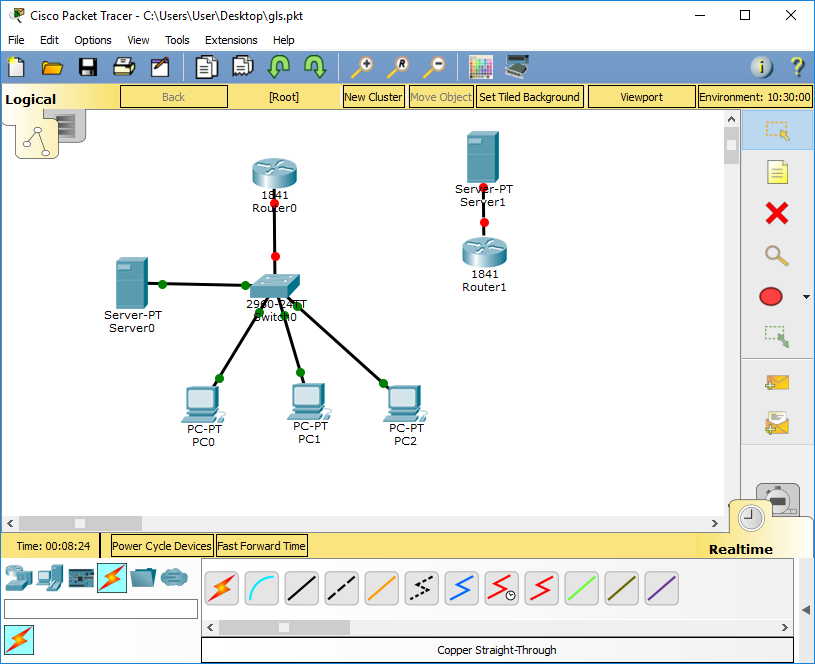 Cisco Packet Tracer - C:\Users\User\Desktop\gls.pkt
File Edit Options View Tools Extensions Help
Logical Back [Root] New Cluster Move Object Set Tiled Background Viewport Environment: 10:30:00
1841
Router0
Server-PT
Server1
1841
Router1
Server-PT
Server0
2960-24TT
Switch0
PC-PT
PC0
PC-PT
PC1
PC-PT
PC2
Time: 00:08:24 Power Cycle Devices Fast Forward Time Realtime
Copper Straight-Through